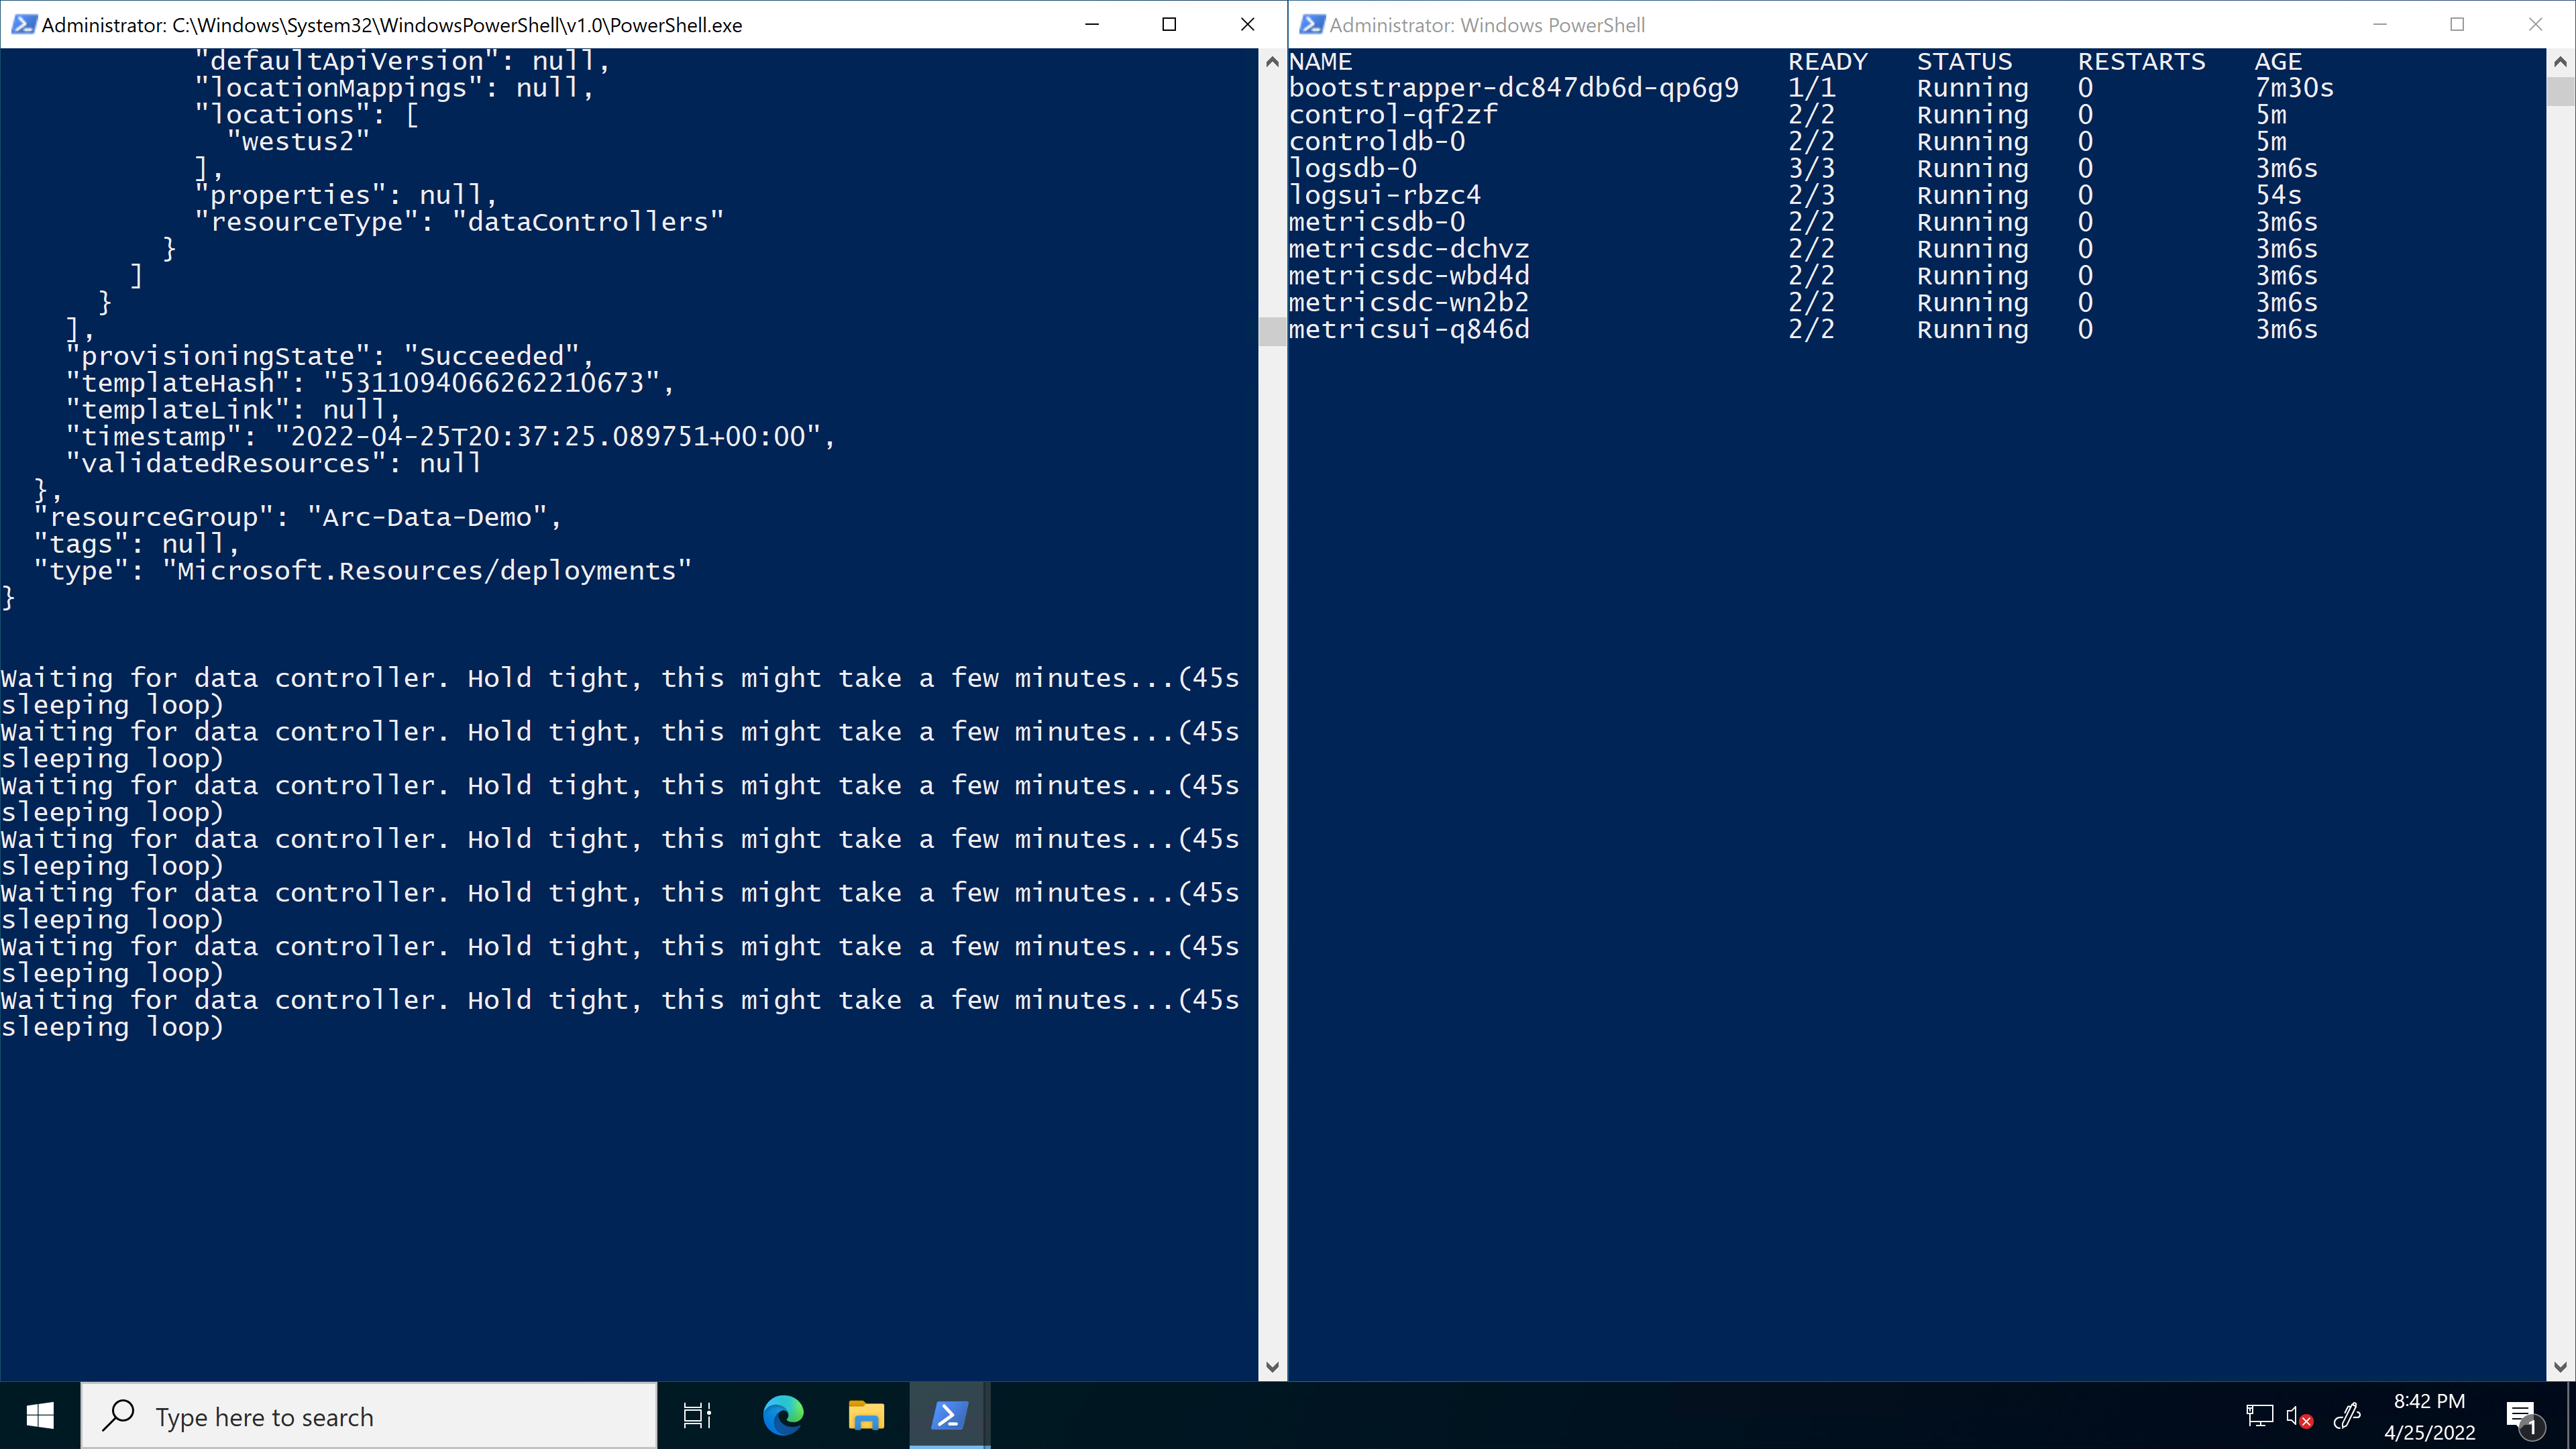 Administrator: C:\Windows\System32\WindowsPowerShell\v1.0\PowerShell.exe
            "defaultApiVersion": null,
            "locationMappings": null,
            "locations": [
              "westus2"
            ],
            "properties": null,
            "resourceType": "dataControllers"
          }
        ]
      }
    ],
    "provisioningState": "Succeeded",
    "templateHash": "5311094066262210673",
    "templateLink": null,
    "timestamp": "2022-04-25T20:37:25.089751+00:00",
    "validatedResources": null
  },
  "resourceGroup": "Arc-Data-Demo",
  "tags": null,
  "type": "Microsoft.Resources/deployments"
}
Waiting for data controller. Hold tight, this might take a few minutes...(45s
sleeping loop)
Waiting for data controller. Hold tight, this might take a few minutes...(45s
sleeping loop)
Waiting for data controller. Hold tight, this might take a few minutes...(45s
sleeping loop)
Waiting for data controller. Hold tight, this might take a few minutes...(45s
sleeping loop)
Waiting for data controller. Hold tight, this might take a few minutes...(45s
sleeping loop)
Waiting for data controller. Hold tight, this might take a few minutes...(45s
sleeping loop)
Waiting for data controller. Hold tight, this might take a few minutes...(45s
sleeping loop)
Administrator: Windows PowerShell
NAME READY STATUS RESTARTS AGE
bootstrapper-dc847db6d-qp6g9 1/1 Running 0 7m30s
control-qf2zf 2/2 Running 0 5m
controldb-0 2/2 Running 0 5m
logsdb-0 3/3 Running 0 3m6s
logsui-rbzc4 2/3 Running 0 54s
metricsdb-0 2/2 Running 0 3m6s
metricsdc-dchvz 2/2 Running 0 3m6s
metricsdc-wbd4d 2/2 Running 0 3m6s
metricsdc-wn2b2 2/2 Running 0 3m6s
metricsui-q846d 2/2 Running 0 3m6s
Type here to search
8:42 PM
4/25/2022
1